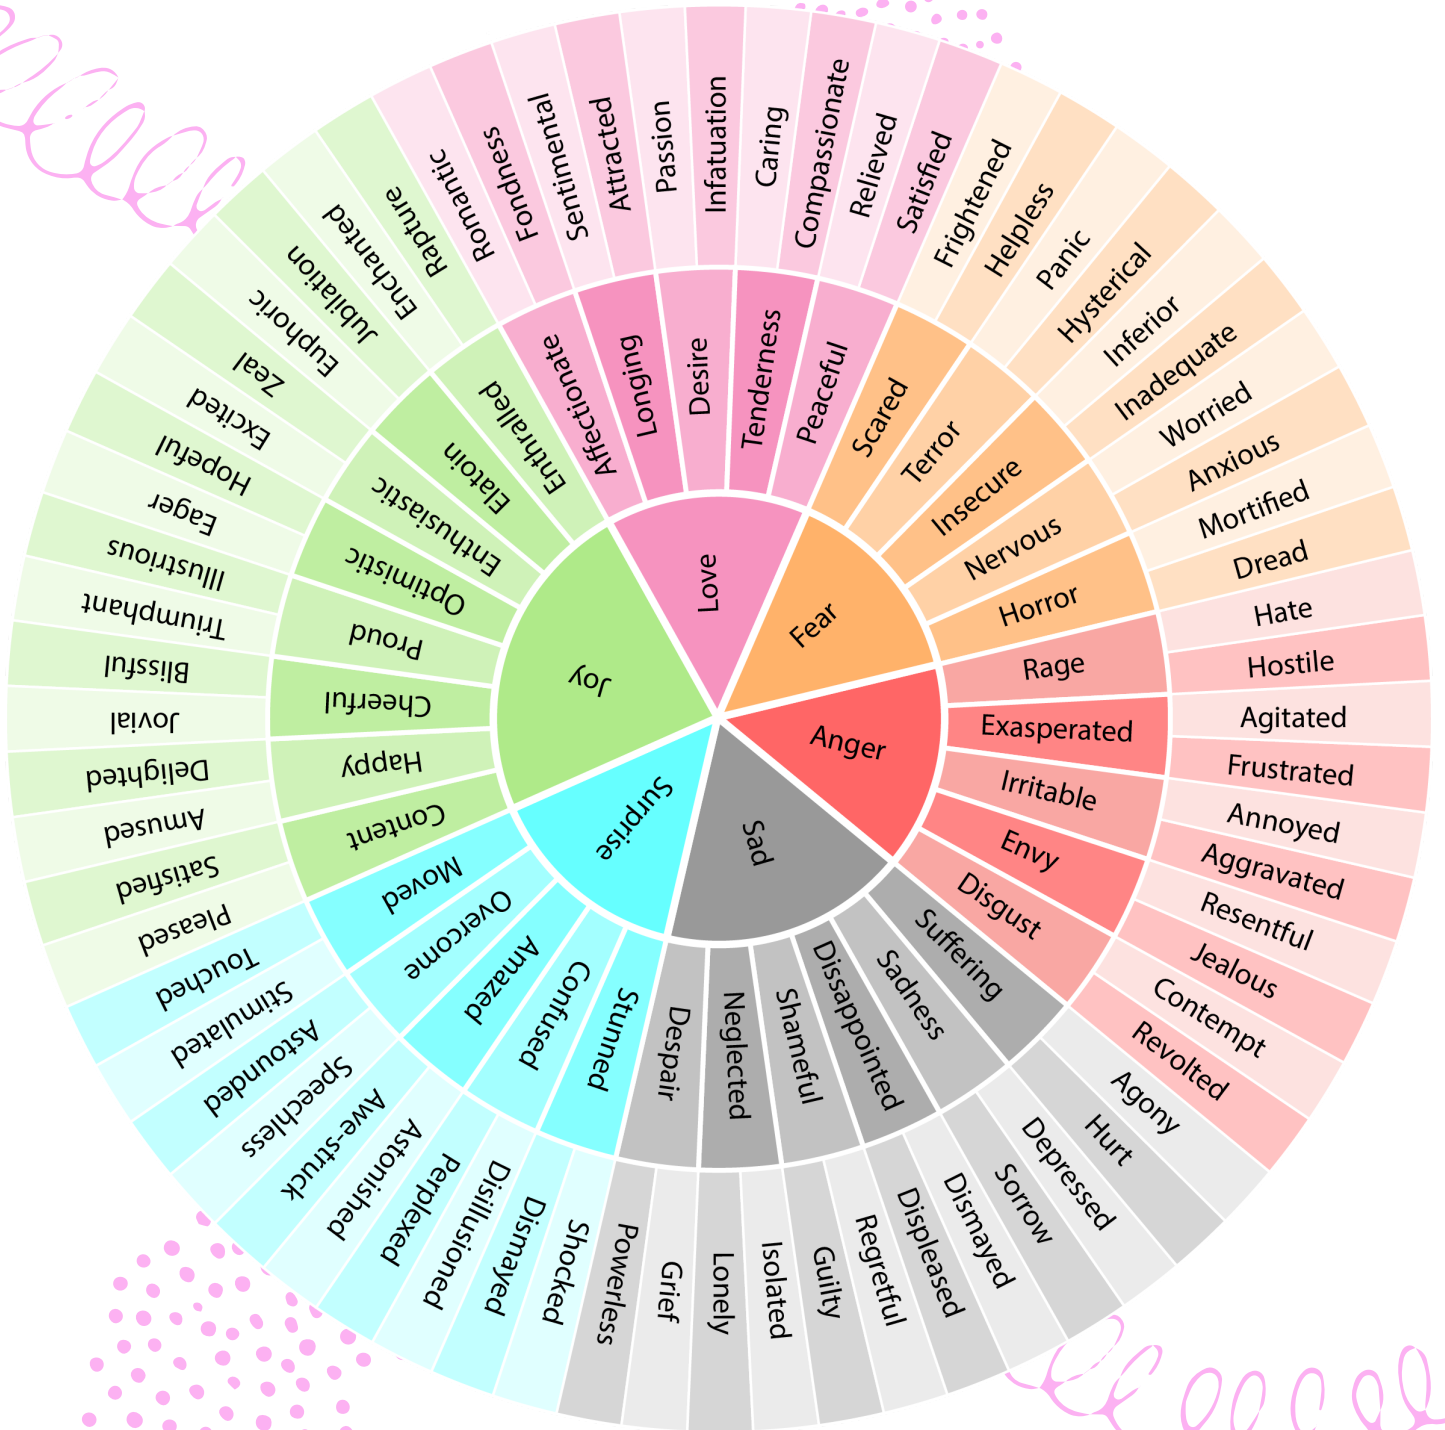 Love
Fear
Anger
Sad
Surprise
Joy
Affectionate
Longing
Desire
Tenderness
Peaceful
Scared
Terror
Insecure
Nervous
Horror
Rage
Exasperated
Irritable
Envy
Disgust
Suffering
Sadness
Dissappointed
Shameful
Neglected
Despair
Stunned
Confused
Amazed
Overcome
Moved
Content
Happy
Cheerful
Proud
Optimistic
Enthusiastic
Elatoin
Enthralled
Romantic
Fondness
Sentimental
Attracted
Passion
Infatuation
Caring
Compassionate
Relieved
Satisfied
Frightened
Helpless
Panic
Hysterical
Inferior
Inadequate
Worried
Anxious
Mortified
Dread
Hate
Hostile
Agitated
Frustrated
Annoyed
Aggravated
Resentful
Jealous
Contempt
Revolted
Agony
Hurt
Depressed
Sorrow
Dismayed
Displeased
Regretful
Guilty
Isolated
Lonely
Grief
Powerless
Shocked
Dismayed
Disillusioned
Perplexed
Astonished
Awe-struck
Speechless
Astounded
Stimulated
Touched
Pleased
Satisfied
Amused
Delighted
Jovial
Blissful
Triumphant
Illustrious
Eager
Hopeful
Excited
Zeal
Euphoric
Jubilation
Enchanted
Rapture